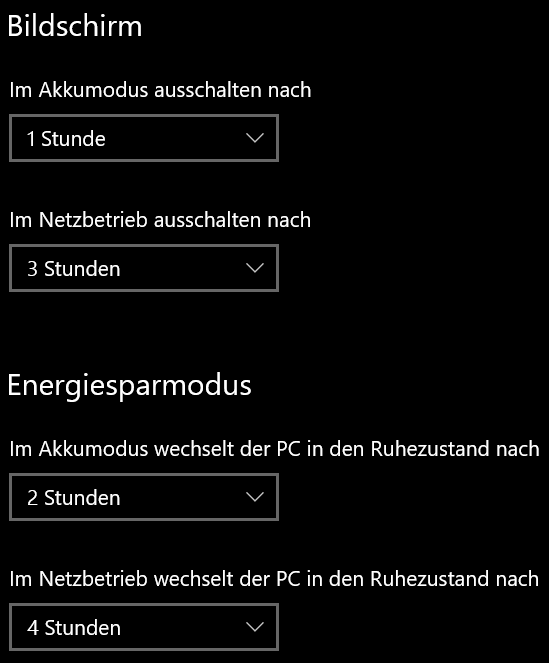 Bildschirm
Im Akkumodus ausschalten nach
1 Stunde
Im Netzbetrieb ausschalten nach
3 Stunden
Energiesparmodus
Im Akkumodus wechselt der PC in den Ruhezustand nach
2 Stunden
Im Netzbetrieb wechselt der PC in den Ruhezustand nach
4 Stunden